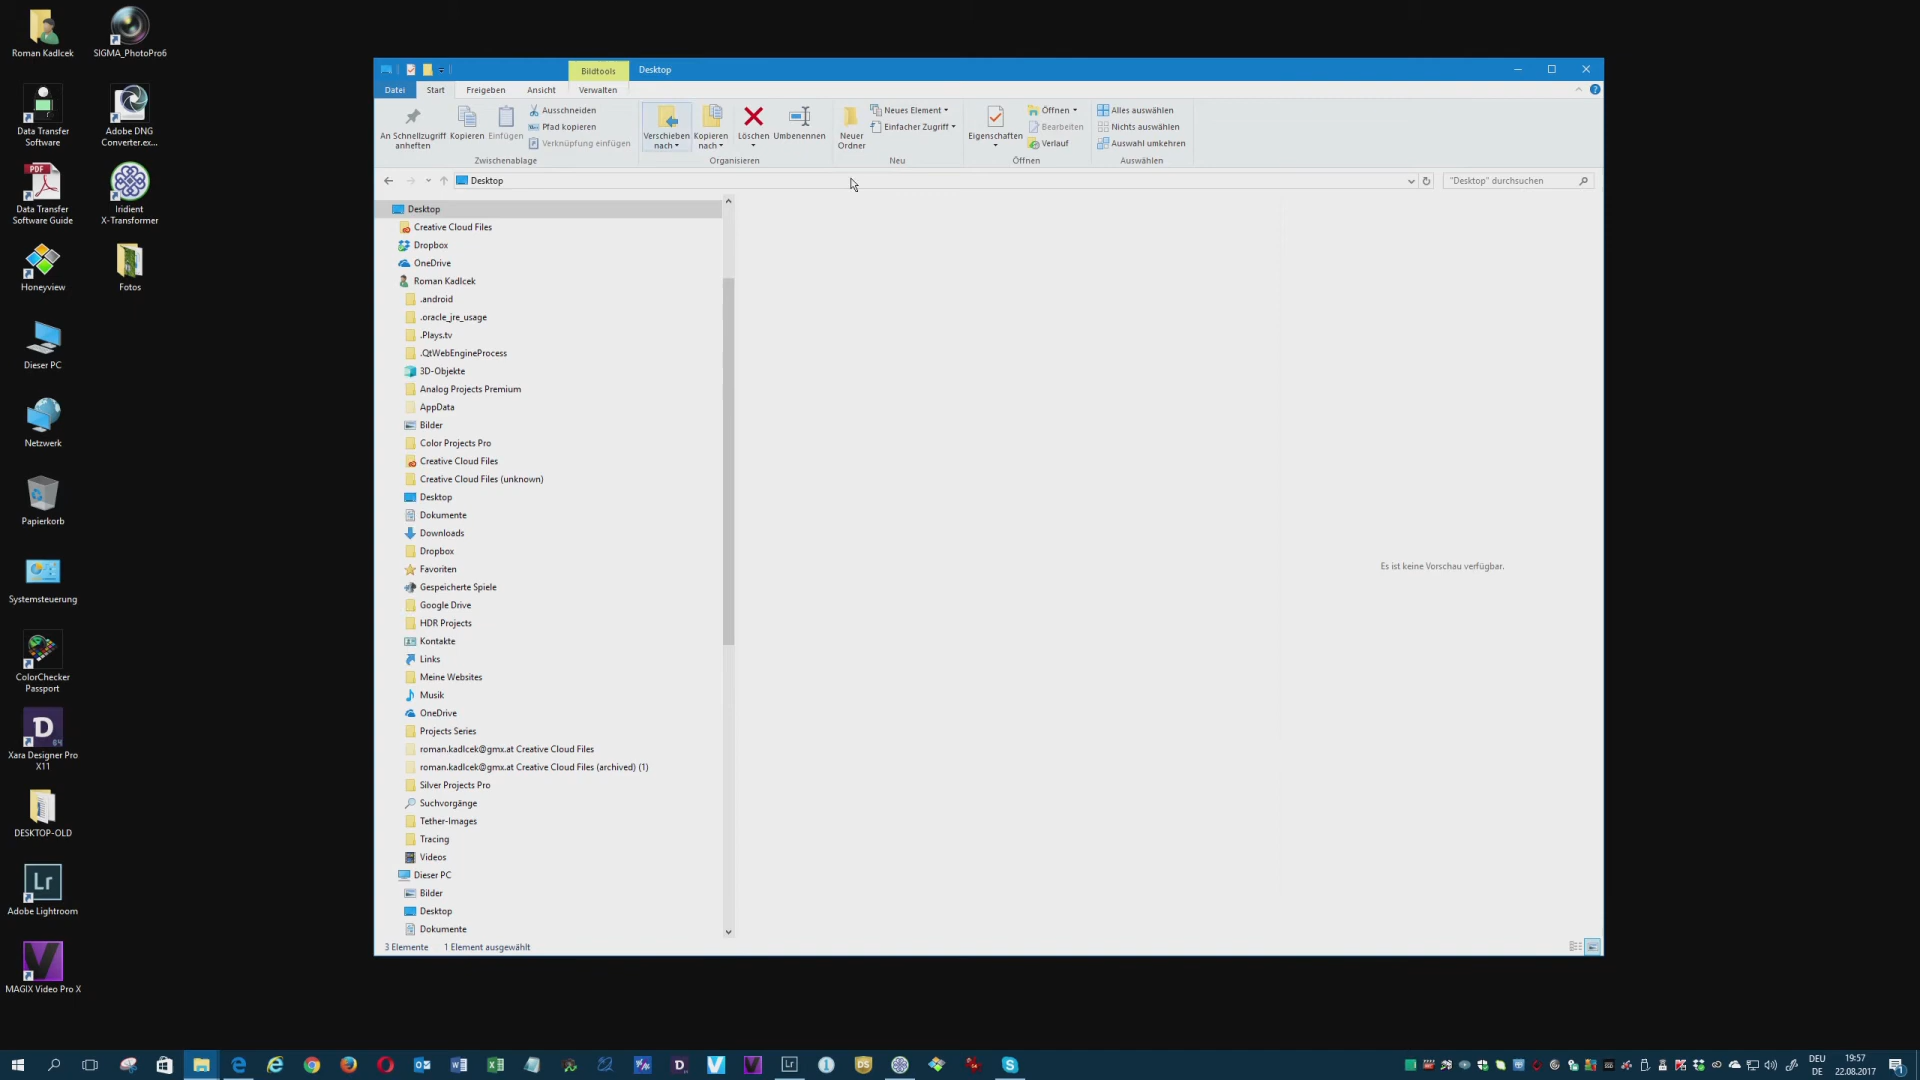 Roman Kadlcek
SIGMA_PhotoPro6
Data Transfer
Software
Adobe DNG
Converter.ex...
Data Transfer
Software Guide
Iridient
X-Transformer
Honeyview
Fotos
Dieser PC
Netzwerk
Papierkorb
Systemsteuerung
ColorChecker
Passport
Xara Designer Pro
X11
DESKTOP-OLD
Adobe Lightroom
MAGIX Video Pro X
Bildtools
Desktop
Datei
Start
Freigeben
Ansicht
Verwalten
An Schnellzugriff
anheften
Kopieren
Einfügen
Ausschneiden
Pfad kopieren
Verknüpfung einfügen
Zwischenablage
Verschieben
nach
Kopieren
nach
Löschen
Umbenennen
Organisieren
Neuer
Ordner
Neues Element
Einfacher Zugriff
Neu
Eigenschaften
Öffnen
Bearbeiten
Verlauf
Öffnen
Alles auswählen
Nichts auswählen
Auswahl umkehren
Auswählen
Desktop
"Desktop" durchsuchen
Desktop
Creative Cloud Files
Dropbox
OneDrive
Roman Kadlcek
.android
.oracle_jre_usage
.Plays.tv
.QtWebEngineProcess
3D-Objekte
Analog Projects Premium
AppData
Bilder
Color Projects Pro
Creative Cloud Files
Creative Cloud Files (unknown)
Desktop
Dokumente
Downloads
Dropbox
Favoriten
Gespeicherte Spiele
Google Drive
HDR Projects
Kontakte
Links
Meine Websites
Musik
OneDrive
Projects Series
roman.kadlcek@gmx.at Creative Cloud Files
roman.kadlcek@gmx.at Creative Cloud Files (archived) (1)
Silver Projects Pro
Suchvorgänge
Tether-Images
Tracing
Videos
Dieser PC
Bilder
Desktop
Dokumente
Es ist keine Vorschau verfügbar.
3 Elemente
1 Element ausgewählt
DEU
DE
19:57
22.08.2017